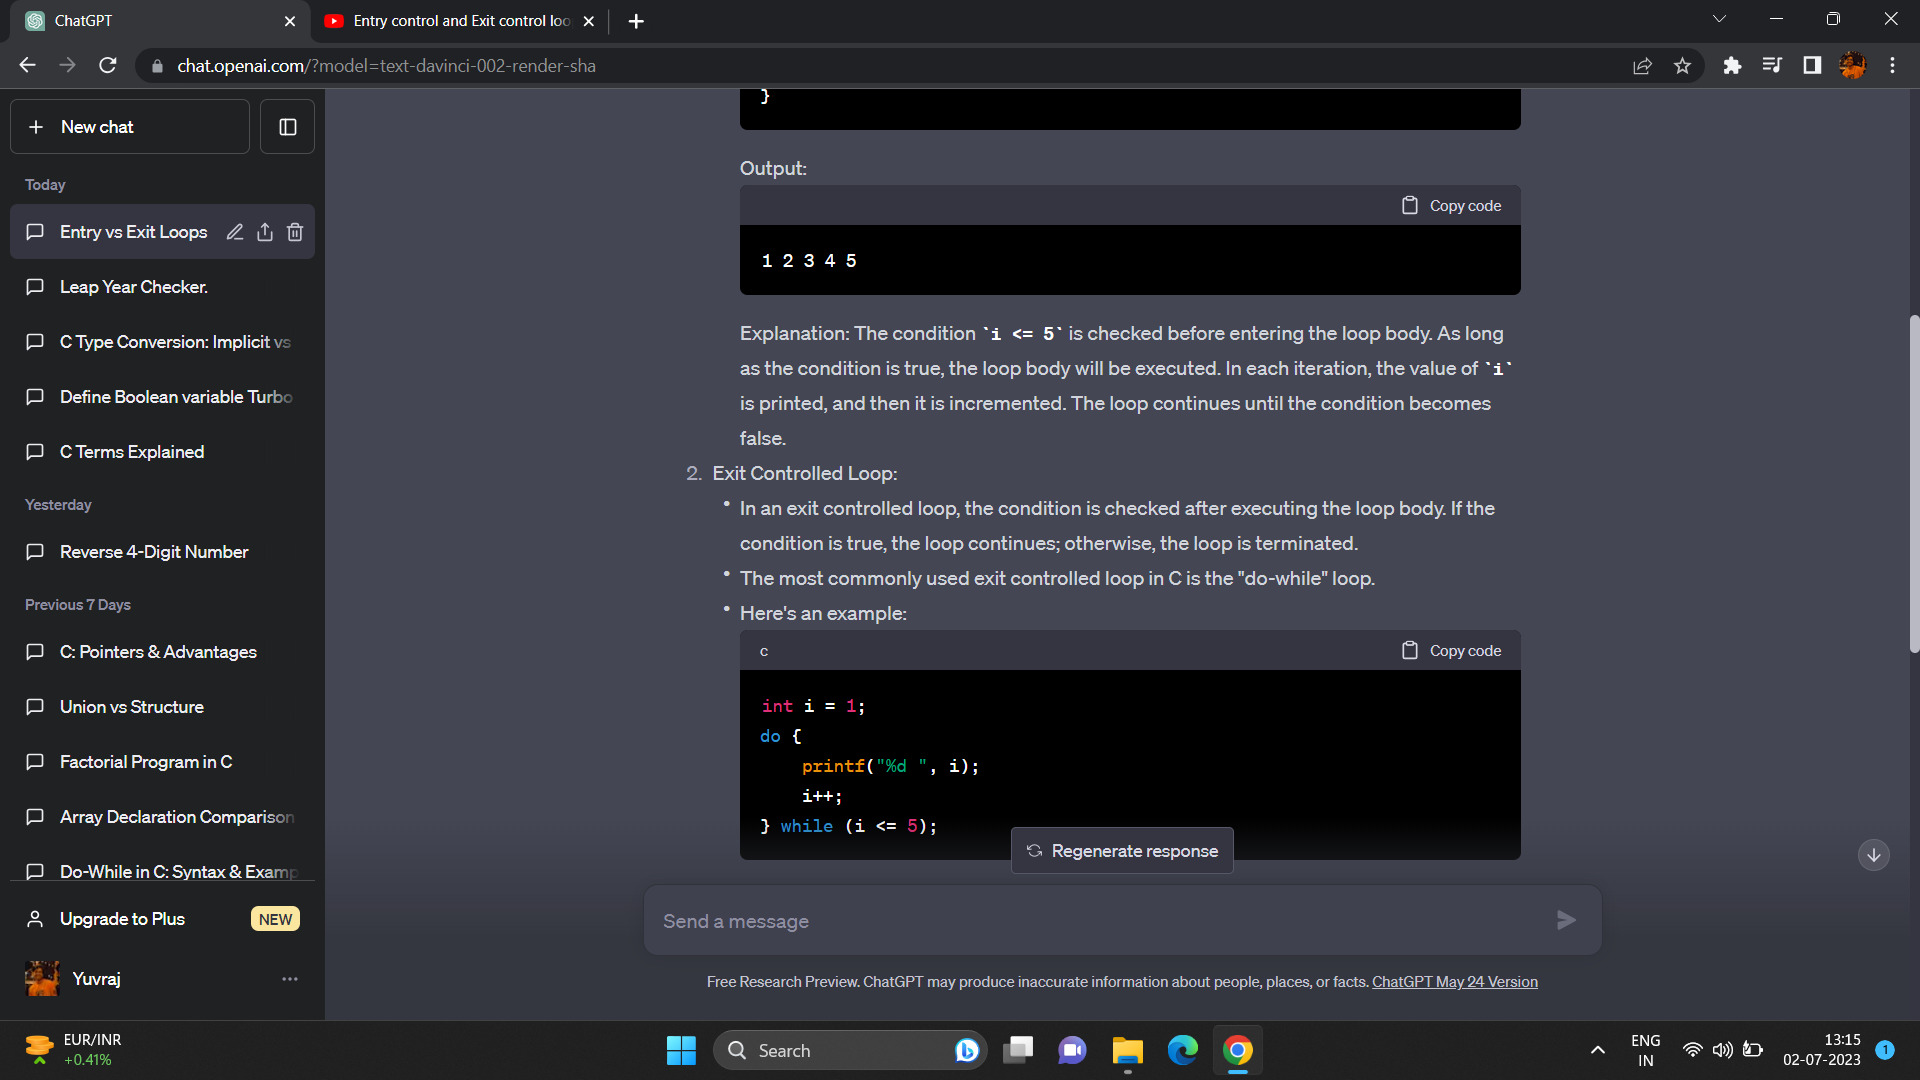 ChatGPT
Entry control and Exit control loo
chat.openai.com/?model=text-davinci-002-render-sha
New chat
Today
Entry vs Exit Loops
Leap Year Checker.
C Type Conversion: Implicit vs
Define Boolean variable Turbo
C Terms Explained
Yesterday
Reverse 4-Digit Number
Previous 7 Days
C: Pointers & Advantages
Union vs Structure
Factorial Program in C
Array Declaration Comparison
Do-While in C: Syntax & Examp
Upgrade to Plus
NEW
Yuvraj
}
Output:
Copy code
1 2 3 4 5
Explanation: The condition `i <= 5` is checked before entering the loop body. As long
as the condition is true, the loop body will be executed. In each iteration, the value of `i`
is printed, and then it is incremented. The loop continues until the condition becomes
false.
2. Exit Controlled Loop:
• In an exit controlled loop, the condition is checked after executing the loop body. If the
condition is true, the loop continues; otherwise, the loop is terminated.
• The most commonly used exit controlled loop in C is the "do-while" loop.
• Here's an example:
c
Copy code
int i = 1;
do {
    printf("%d ", i);
    i++;
} while (i <= 5);
Regenerate response
Send a message
Free Research Preview. ChatGPT may produce inaccurate information about people, places, or facts. ChatGPT May 24 Version
EUR/INR
+0.41%
Search
ENG
IN
13:15
02-07-2023
1